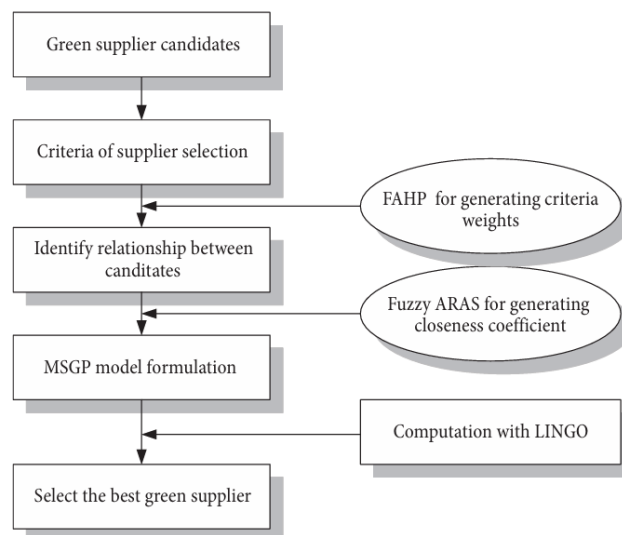 Green supplier candidates
Criteria of supplier selection
FAHP for generating criteria
weights
Identify relationship between
canditates
Fuzzy ARAS for generating
closeness coefficient
MSGP model formulation
Computation with LINGO
Select the best green supplier